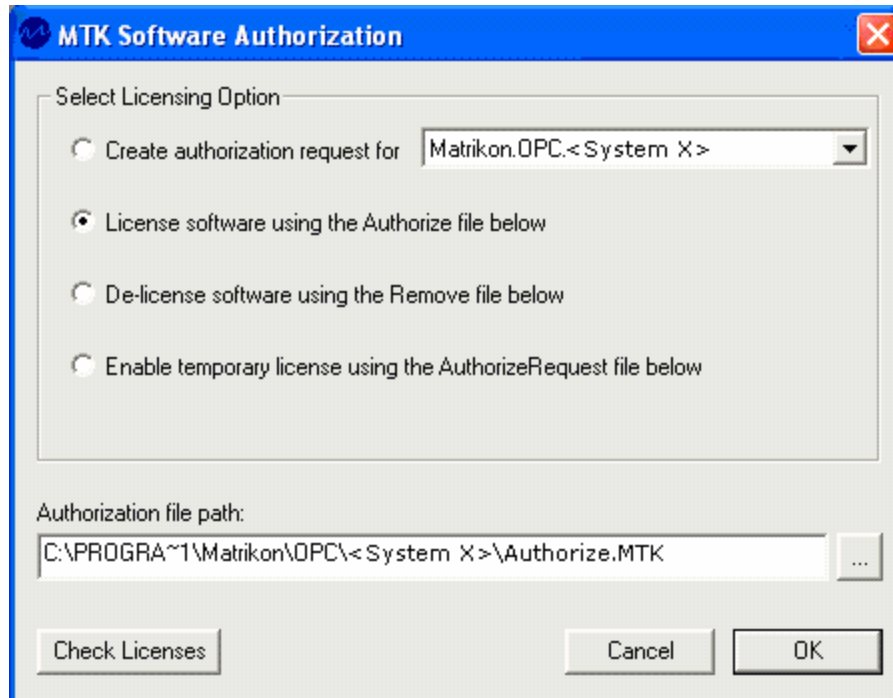 MTK Software Authorization
Select Licensing Option
Create authorization request for Matrikon.OPC.<System X>
License software using the Authorize file below
De-license software using the Remove file below
Enable temporary license using the AuthorizeRequest file below
Authorization file path:
C:\PROGRA~1\Matrikon\OPC\<System X>\Authorize.MTK ...
Check Licenses Cancel OK